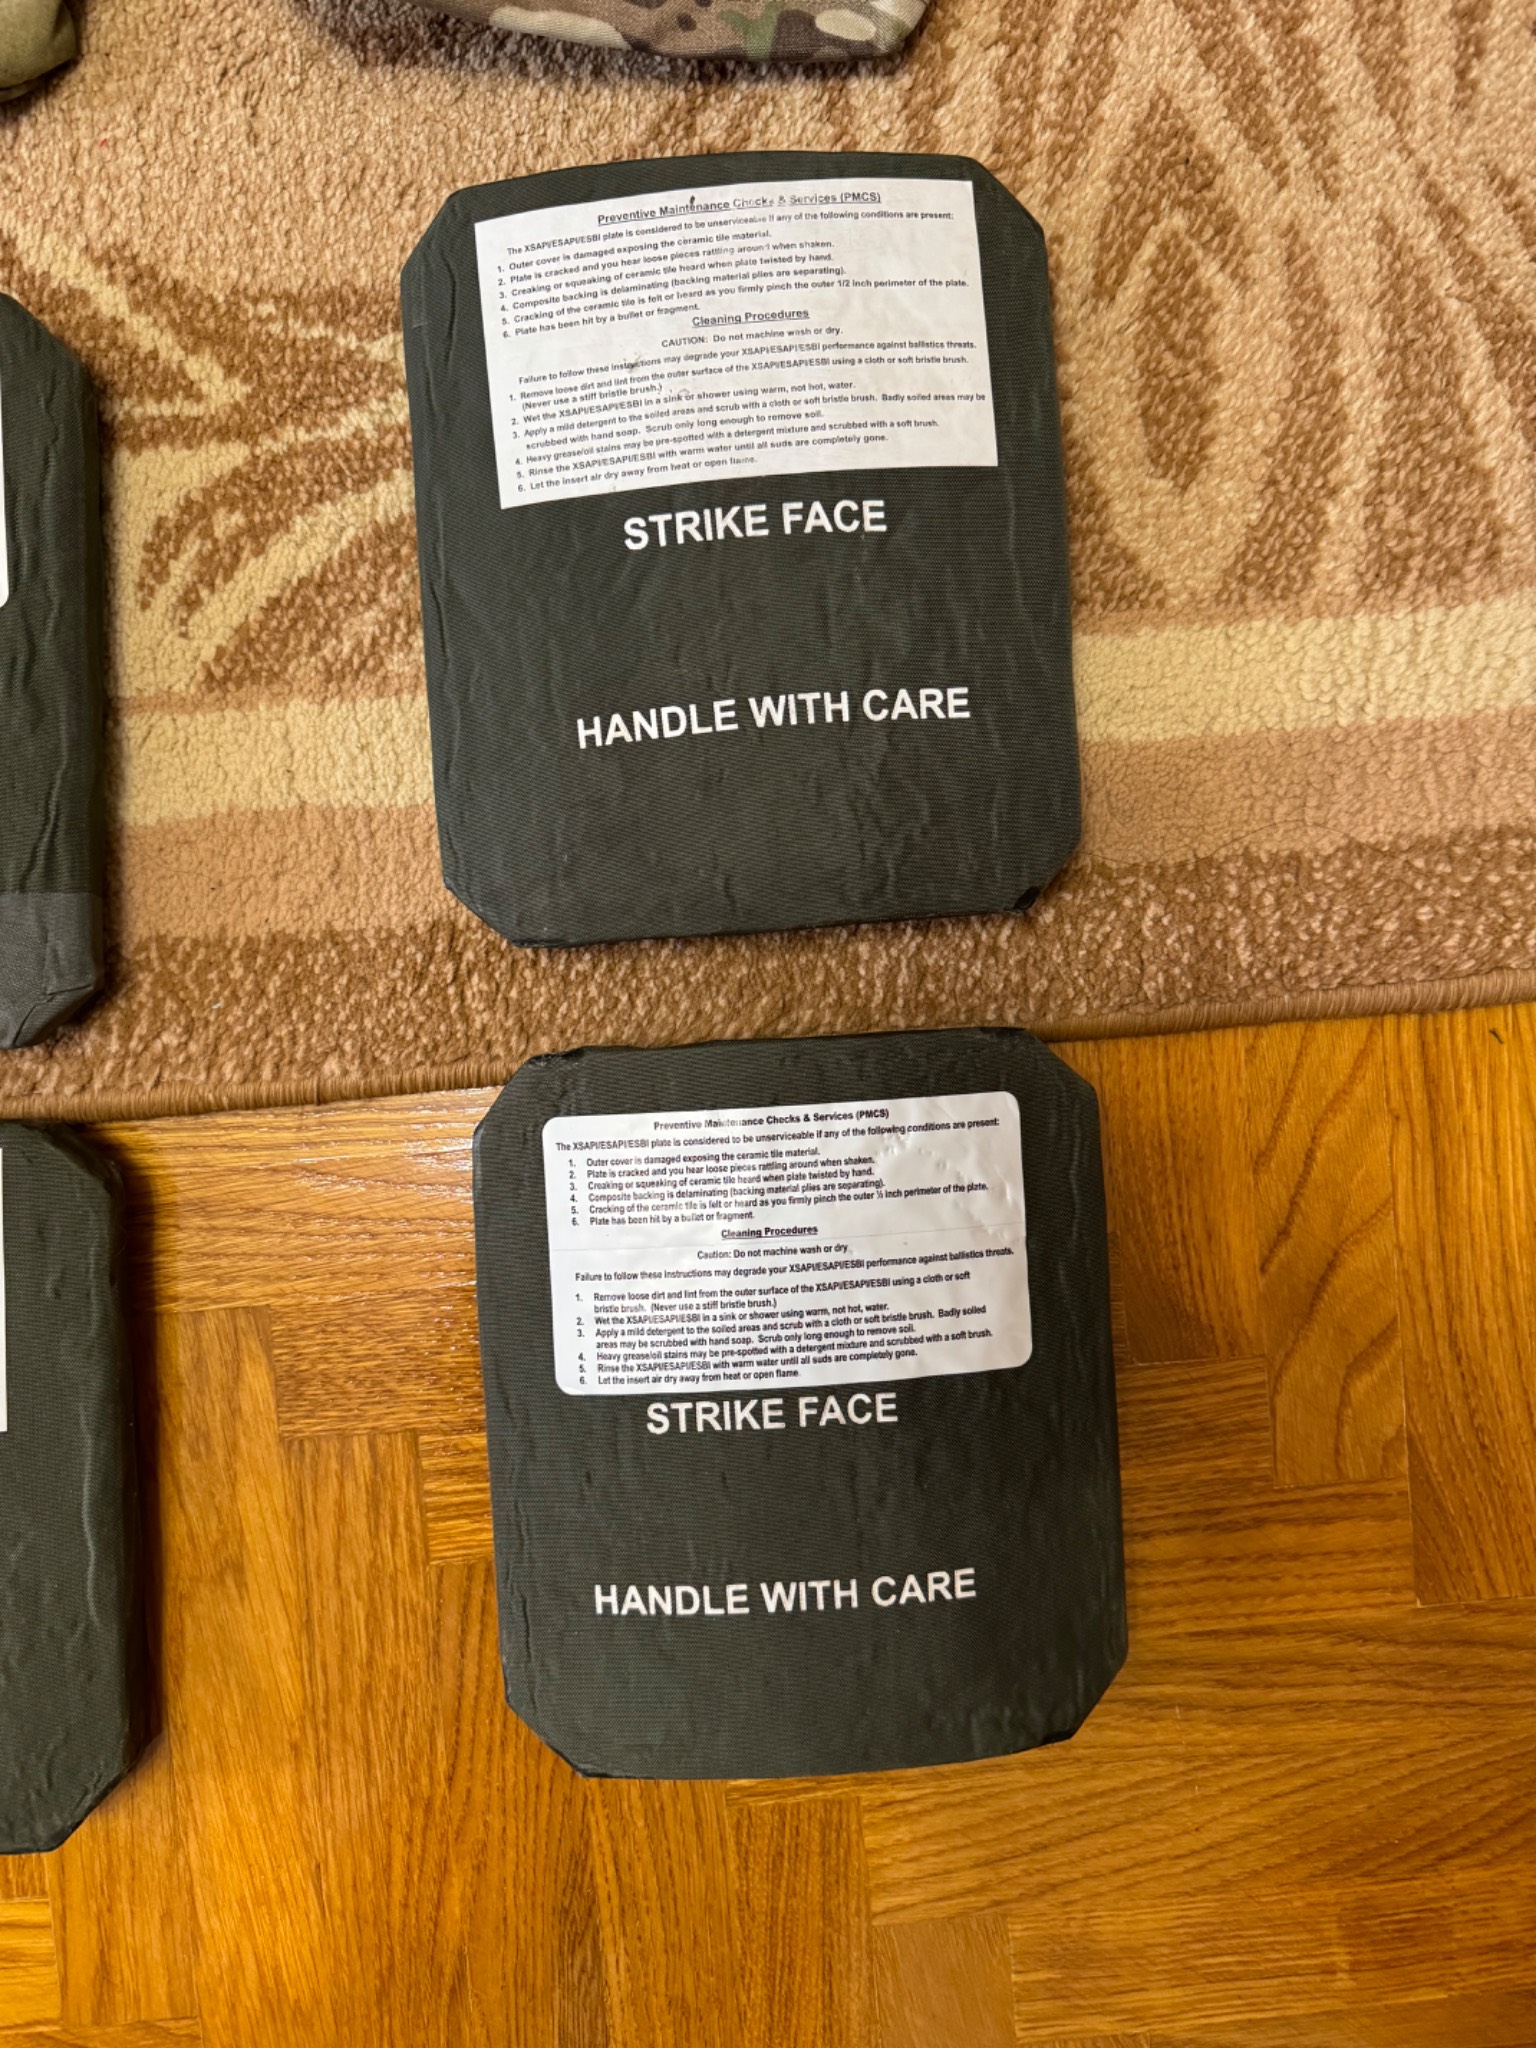 Preventive Maintenance Checks & Services (PMCS)
The XSAPI/ESAPI/ESBI plate is considered to be unserviceable if any of the following conditions are present:
1. Outer cover is damaged exposing the ceramic tile material.
2. Plate is cracked and you hear loose pieces rattling around when shaken.
3. Creaking or squeaking of ceramic tile heard when plate twisted by hand.
4. Composite backing is delaminating (backing material plies are separating).
5. Cracking of the ceramic tile is felt or heard as you firmly pinch the outer 1/2 inch perimeter of the plate.
6. Plate has been hit by a bullet or fragment.
Cleaning Procedures
CAUTION: Do not machine wash or dry.
Failure to follow these instructions may degrade your XSAPI/ESAPI/ESBI performance against ballistics threats.
1. Remove loose dirt and lint from the outer surface of the XSAPI/ESAPI/ESBI using a cloth or soft bristle brush.
(Never use a stiff bristle brush.)
2. Wet the XSAPI/ESAPI/ESBI in a sink or shower using warm, not hot, water.
3. Apply a mild detergent to the soiled areas and scrub with a cloth or soft bristle brush. Badly soiled areas may be
scrubbed with hand soap. Scrub only long enough to remove soil.
4. Heavy grease/oil stains may be pre-spotted with a detergent mixture and scrubbed with a soft brush.
5. Rinse the XSAPI/ESAPI/ESBI with warm water until all suds are completely gone.
6. Let the insert air dry away from heat or open flame.
STRIKE FACE
HANDLE WITH CARE
Preventive Maintenance Checks & Services (PMCS)
The XSAPI/ESAPI/ESBI plate is considered to be unserviceable if any of the following conditions are present:
1. Outer cover is damaged exposing the ceramic tile material.
2. Plate is cracked and you hear loose pieces rattling around when shaken.
3. Creaking or squeaking of ceramic tile heard when plate twisted by hand.
4. Composite backing is delaminating (backing material plies are separating).
5. Cracking of the ceramic tile is felt or heard as you firmly pinch the outer ½ inch perimeter of the plate.
6. Plate has been hit by a bullet or fragment.
Cleaning Procedures
Caution: Do not machine wash or dry.
Failure to follow these instructions may degrade your XSAPI/ESAPI/ESBI performance against ballistics threats.
1. Remove loose dirt and lint from the outer surface of the XSAPI/ESAPI/ESBI using a cloth or soft
bristle brush. (Never use a stiff bristle brush.)
2. Wet the XSAPI/ESAPI/ESBI in a sink or shower using warm, not hot, water.
3. Apply a mild detergent to the soiled areas and scrub with a cloth or soft bristle brush. Badly soiled
areas may be scrubbed with hand soap. Scrub only long enough to remove soil.
4. Heavy grease/oil stains may be pre-spotted with a detergent mixture and scrubbed with a soft brush.
5. Rinse the XSAPI/ESAPI/ESBI with warm water until all suds are completely gone.
6. Let the insert air dry away from heat or open flame.
STRIKE FACE
HANDLE WITH CARE